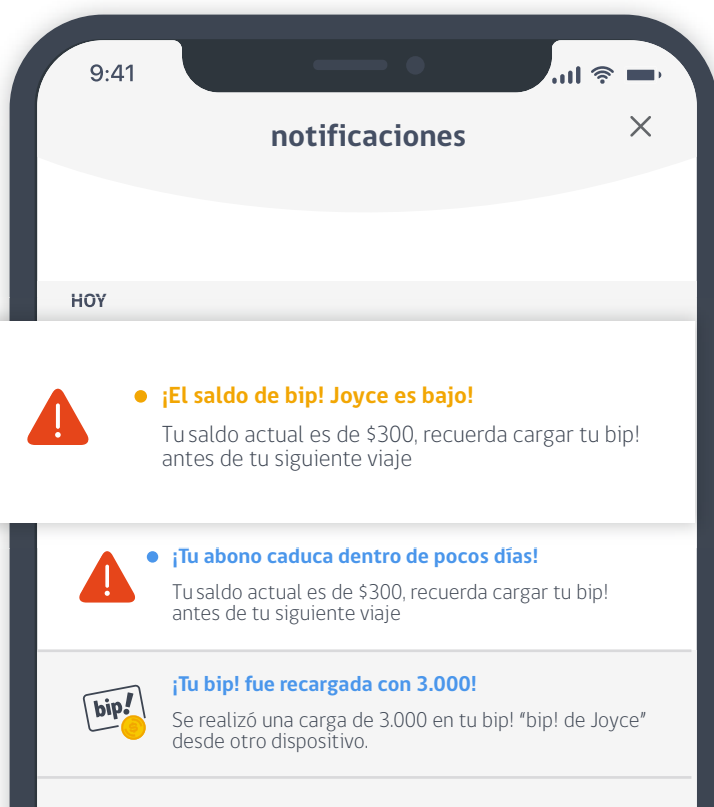 9:41
notificaciones
HOY
¡El saldo de bip! Joyce es bajo!
Tu saldo actual es de $300, recuerda cargar tu bip!
antes de tu siguiente viaje
¡Tu abono caduca dentro de pocos días!
Tu saldo actual es de $300, recuerda cargar tu bip!
antes de tu siguiente viaje
¡Tu bip! fue recargada con 3.000!
bip!
$
Se realizó una carga de 3.000 en tu bip! "bip! de Joyce"
desde otro dispositivo.